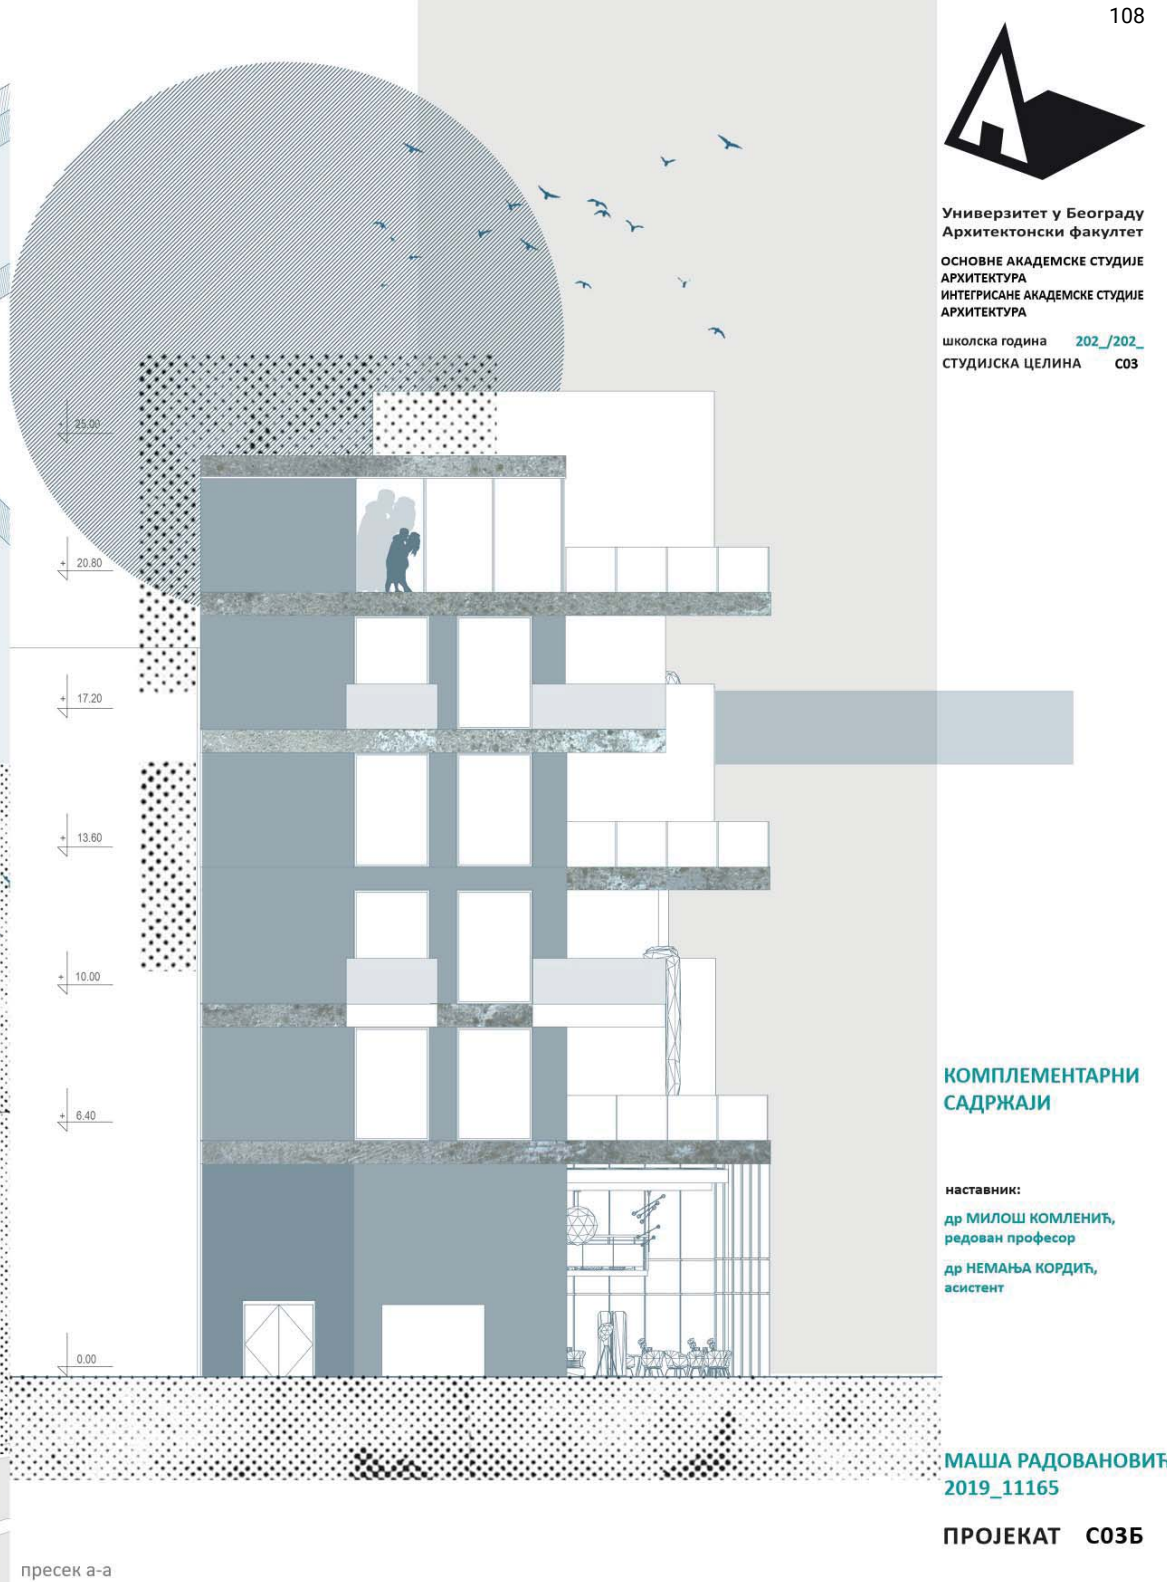 108
Универзитет у Београду
Архитектонски факултет
ОСНОВНЕ АКАДЕМСКЕ СТУДИЈЕ
АРХИТЕКТУРА
ИНТЕГРИСАНЕ АКАДЕМСКЕ СТУДИЈЕ
АРХИТЕКТУРА
школска година 202_/202_
СТУДИЈСКА ЦЕЛИНА С03
+ 25.00
+ 20.80
+ 17.20
+ 13.60
+ 10.00
+ 6.40
0.00
КОМПЛЕМЕНТАРНИ
САДРЖАЈИ
наставник:
др МИЛОШ КОМЛЕНИЋ,
редован професор
др НЕМАЊА КОРДИЋ,
асистент
МАША РАДОВАНОВИЋ
2019_11165
ПРОЈЕКАТ С03Б
пресек а-а